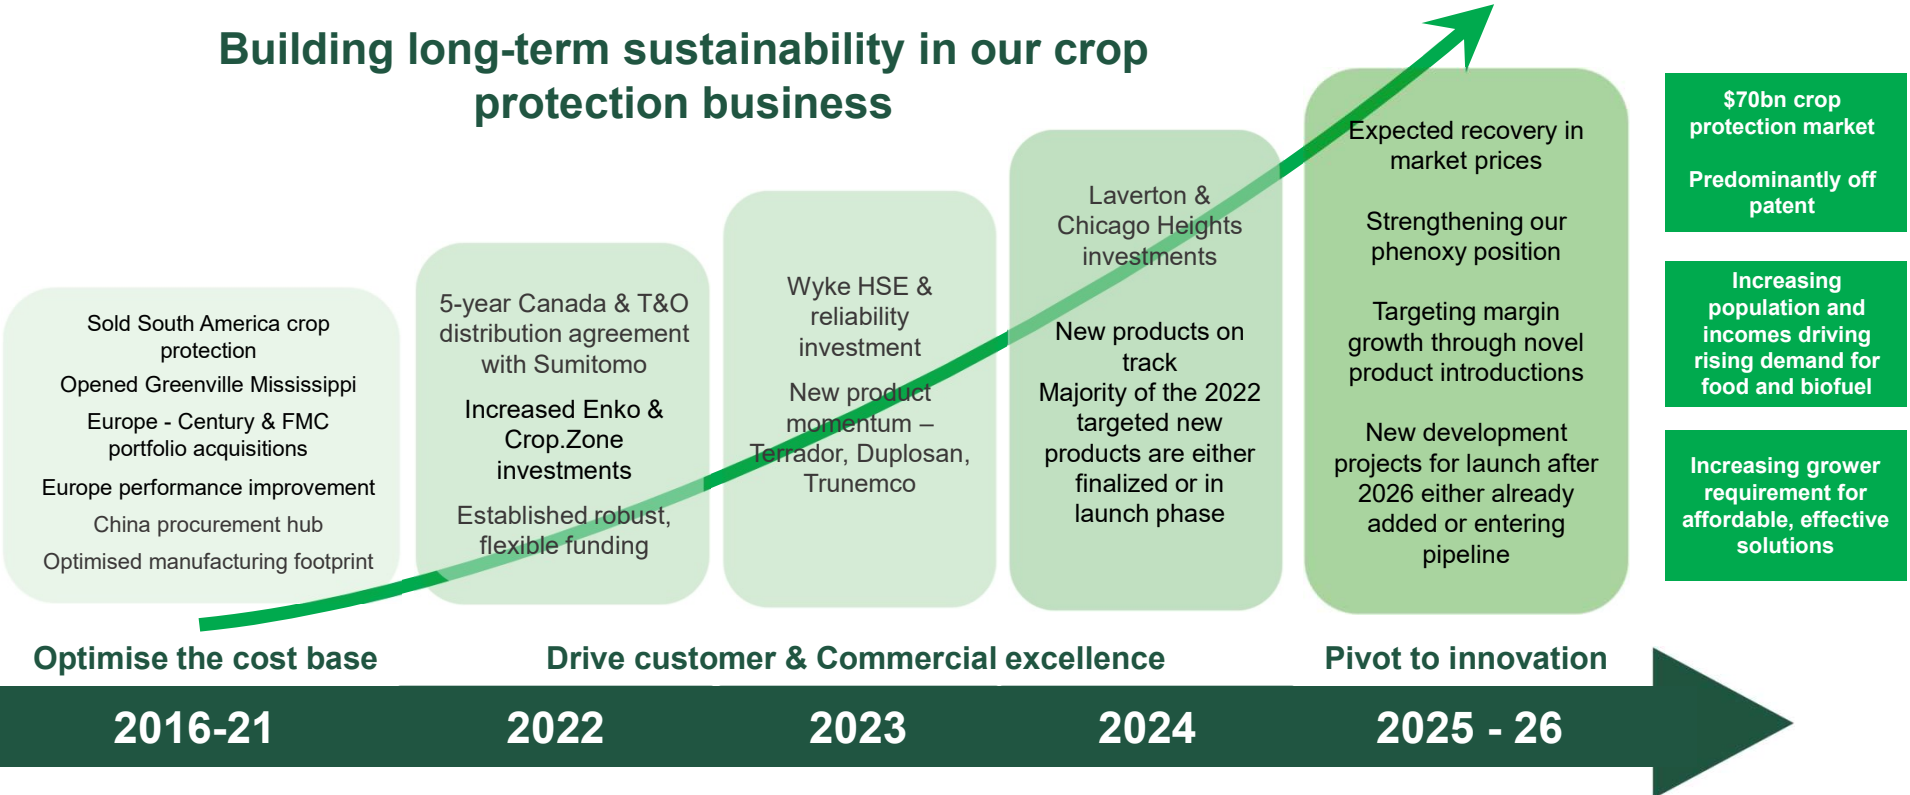 Building long-term sustainability in our crop
protection business
Sold South America crop
protection
Opened Greenville Mississippi
Europe - Century & FMC
portfolio acquisitions
Europe performance improvement
China procurement hub
Optimised manufacturing footprint
5-year Canada & T&O
distribution agreement
with Sumitomo
Increased Enko &
Crop.Zone
investments
Established robust,
flexible funding
Wyke HSE &
reliability
investment
New product
momentum –
Terrador, Duplosan,
Trunemco
Laverton &
Chicago Heights
investments
New products on
track
Majority of the 2022
targeted new
products are either
finalized or in
launch phase
Expected recovery in
market prices
Strengthening our
phenoxy position
Targeting margin
growth through novel
product introductions
New development
projects for launch after
2026 either already
added or entering
pipeline
$70bn crop
protection market
Predominantly off
patent
Increasing
population and
incomes driving
rising demand for
food and biofuel
Increasing grower
requirement for
affordable, effective
solutions
Optimise the cost base
Drive customer & Commercial excellence
Pivot to innovation
2016-21
2022
2023
2024
2025 - 26